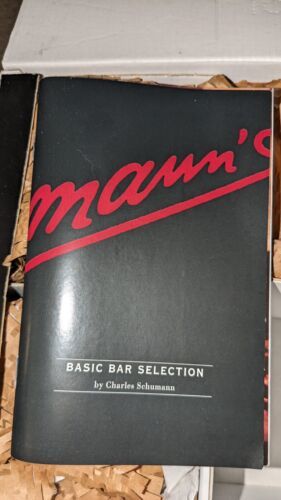 mann's
BASIC BAR SELECTION
by Charles Schumann